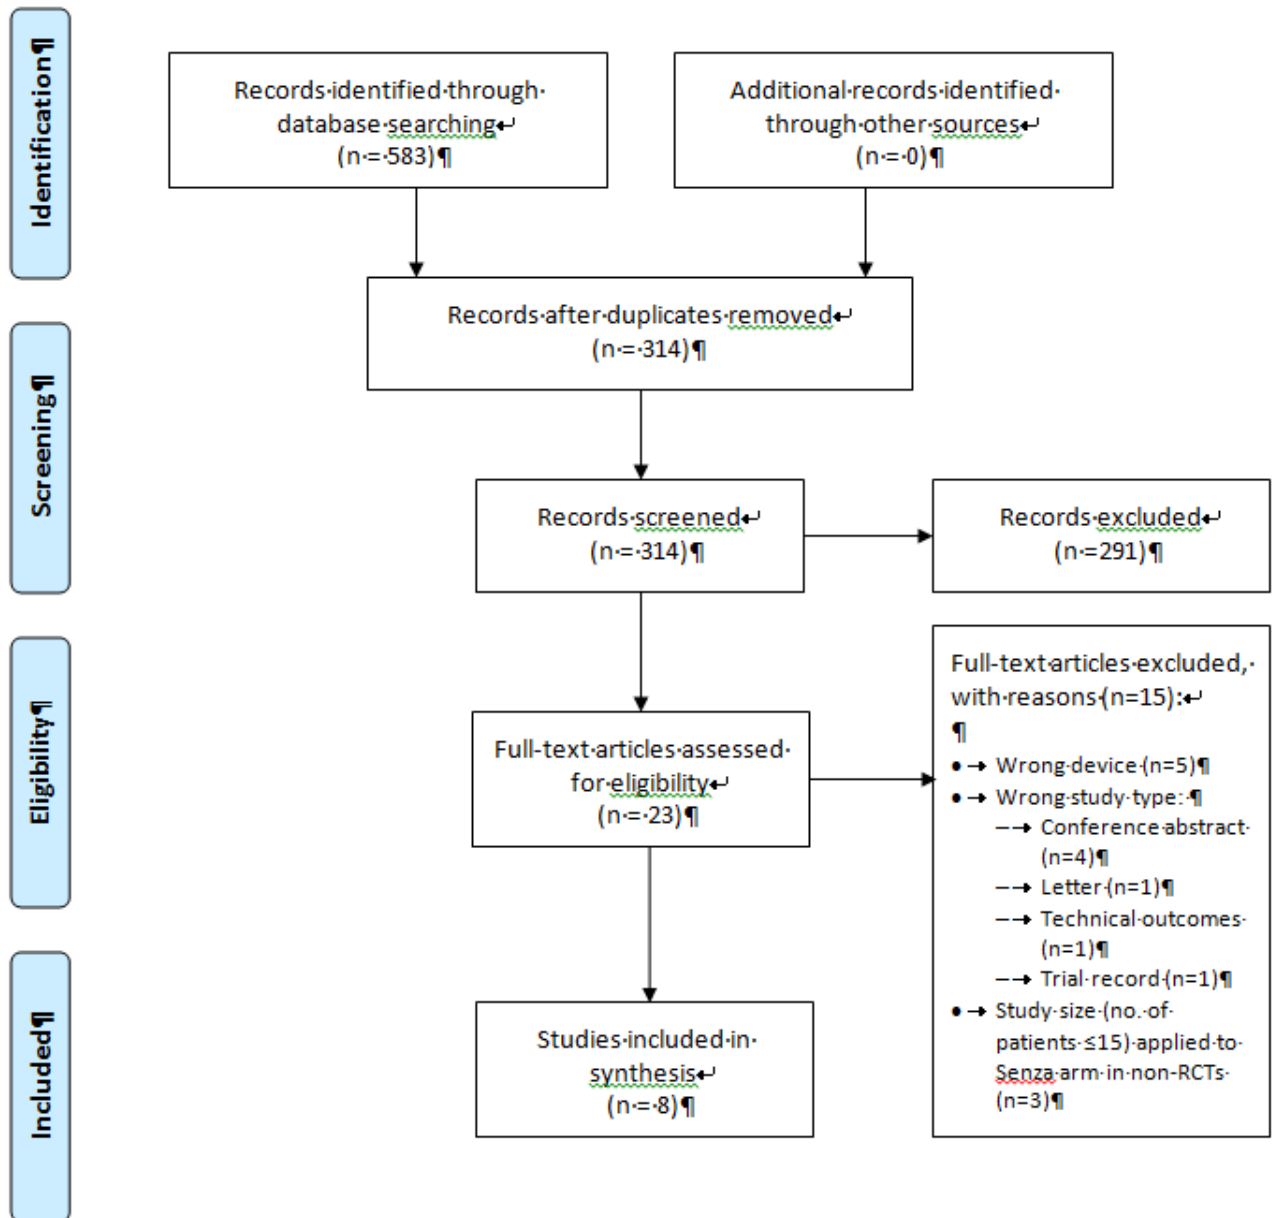 Identification¶
Records·identified·through·
database·searching↵
(n·=·583)¶
Additional·records·identified·
through·other·sources↵
(n·=·0)¶
Records·after·duplicates·removed↵
(n·=·314)¶
Screening¶
Records·screened↵
(n·=·314)¶
Records·excluded↵
(n·=291)¶
Eligibility¶
Full-text·articles·assessed·
for·eligibility↵
(n·=·23)¶
Full-text·articles·excluded,·
with·reasons·(n=15):↵
¶
•→Wrong·device·(n=5)¶
•→Wrong·study·type:·¶
–→Conference·abstract·
(n=4)¶
–→Letter·(n=1)¶
–→Technical·outcomes·
(n=1)¶
–→Trial·record·(n=1)¶
•→Study·size·(no.·of·
patients·≤15)·applied·to·
Senza·arm·in·non-RCTs·
(n=3)¶
Included¶
Studies·included·in·
synthesis↵
(n·=·8)¶